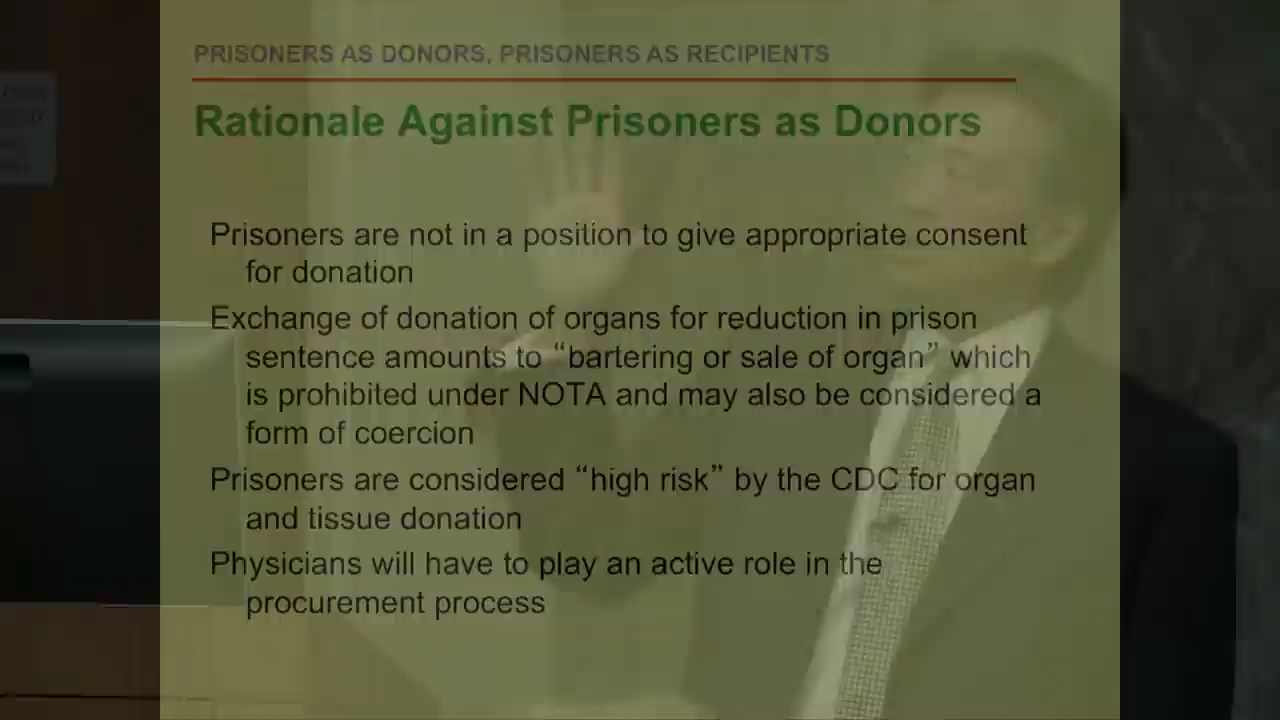 PRISONERS AS DONORS, PRISONERS AS RECIPIENTS
Rationale Against Prisoners as Donors
Prisoners are not in a position to give appropriate consent
for donation
Exchange of donation of organs for reduction in prison
sentence amounts to “bartering or sale of organ” which
is prohibited under NOTA and may also be considered a
form of coercion
Prisoners are considered “high risk” by the CDC for organ
and tissue donation
Physicians will have to play an active role in the
procurement process